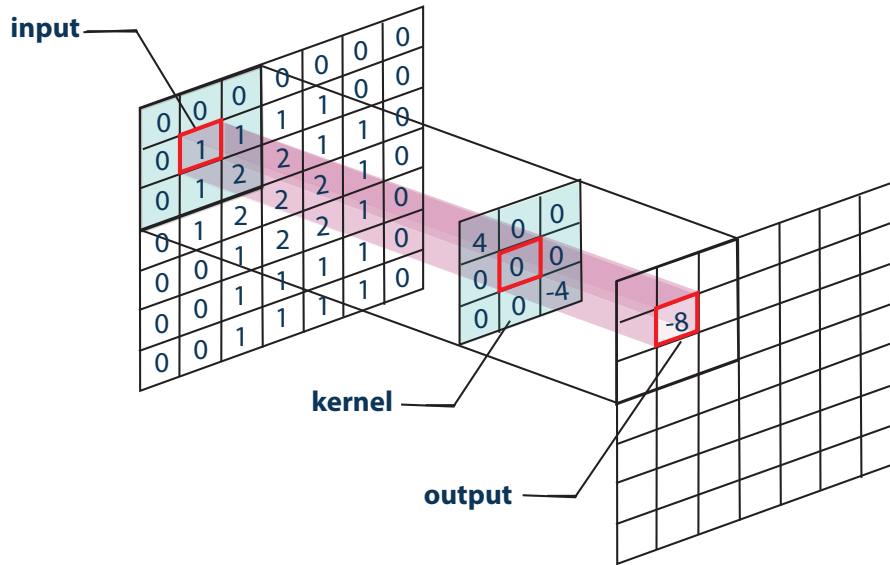 input
0 0 0 0 0 0 0
0 1 1 1 1 0 0
0 1 2 2 1 1 0
0 1 2 2 2 1 0
0 0 1 2 2 1 0
0 0 1 1 1 1 0
0 0 1 1 1 1 0
4 0 0
0 0 0
0 0 -4
kernel
-8
output